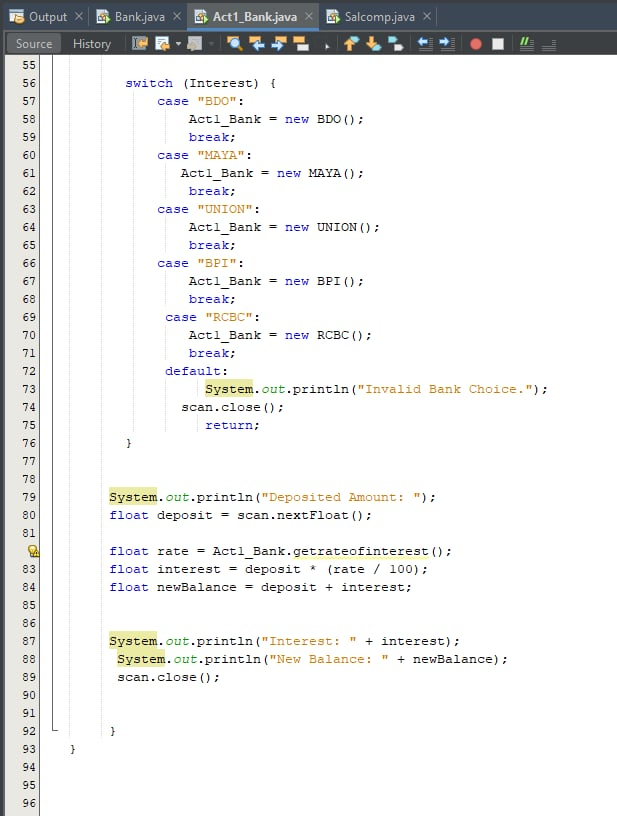 Output Bank.java Act1_Bank.java Salcomp.java
Source History
55
56 switch (Interest) {
57 case "BDO":
58 Act1_Bank = new BDO();
59 break;
60 case "MAYA":
61 Act1_Bank = new MAYA();
62 break;
63 case "UNION":
64 Act1_Bank = new UNION();
65 break;
66 case "BPI":
67 Act1_Bank = new BPI();
68 break;
69 case "RCBC":
70 Act1_Bank = new RCBC();
71 break;
72 default:
73 System.out.println("Invalid Bank Choice.");
74 scan.close();
75 return;
76 }
77
78
79 System.out.println("Deposited Amount: ");
80 float deposit = scan.nextFloat();
81
float rate = Act1_Bank.getrateofinterest();
83 float interest = deposit * (rate / 100);
84 float newBalance = deposit + interest;
85
86
87 System.out.println("Interest: " + interest);
88 System.out.println("New Balance: " + newBalance);
89 scan.close();
90
91
92 }
93 }
94
95
96